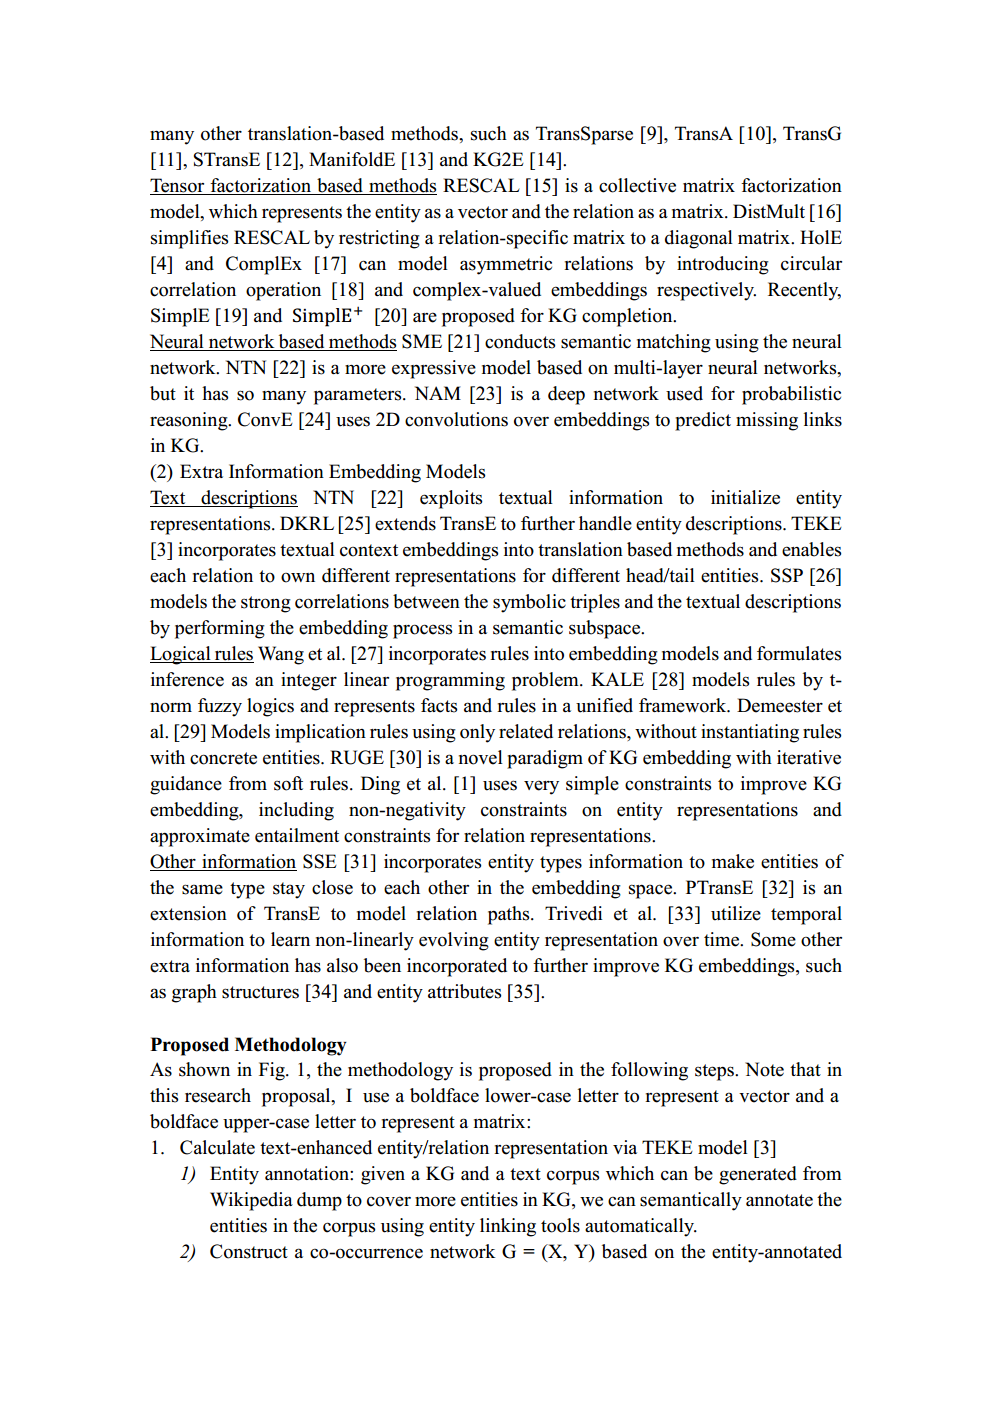 many other translation-based methods, such as TransSparse [9], TransA [10], TransG
[11], STransE [12], ManifoldE [13] and KG2E [14].
Tensor factorization based methods RESCAL [15] is a collective matrix factorization
model, which represents the entity as a vector and the relation as a matrix. DistMult [16]
simplifies RESCAL by restricting a relation-specific matrix to a diagonal matrix. HolE
[4] and ComplEx [17] can model asymmetric relations by introducing circular
correlation operation [18] and complex-valued embeddings respectively. Recently,
SimplE [19] and SimplE⁺ [20] are proposed for KG completion.
Neural network based methods SME [21] conducts semantic matching using the neural
network. NTN [22] is a more expressive model based on multi-layer neural networks,
but it has so many parameters. NAM [23] is a deep network used for probabilistic
reasoning. ConvE [24] uses 2D convolutions over embeddings to predict missing links
in KG.
(2) Extra Information Embedding Models
Text descriptions NTN [22] exploits textual information to initialize entity
representations. DKRL [25] extends TransE to further handle entity descriptions. TEKE
[3] incorporates textual context embeddings into translation based methods and enables
each relation to own different representations for different head/tail entities. SSP [26]
models the strong correlations between the symbolic triples and the textual descriptions
by performing the embedding process in a semantic subspace.
Logical rules Wang et al. [27] incorporates rules into embedding models and formulates
inference as an integer linear programming problem. KALE [28] models rules by t-
norm fuzzy logics and represents facts and rules in a unified framework. Demeester et
al. [29] Models implication rules using only related relations, without instantiating rules
with concrete entities. RUGE [30] is a novel paradigm of KG embedding with iterative
guidance from soft rules. Ding et al. [1] uses very simple constraints to improve KG
embedding, including non-negativity constraints on entity representations and
approximate entailment constraints for relation representations.
Other information SSE [31] incorporates entity types information to make entities of
the same type stay close to each other in the embedding space. PTransE [32] is an
extension of TransE to model relation paths. Trivedi et al. [33] utilize temporal
information to learn non-linearly evolving entity representation over time. Some other
extra information has also been incorporated to further improve KG embeddings, such
as graph structures [34] and entity attributes [35].
Proposed Methodology
As shown in Fig. 1, the methodology is proposed in the following steps. Note that in
this research proposal, I use a boldface lower-case letter to represent a vector and a
boldface upper-case letter to represent a matrix:
1. Calculate text-enhanced entity/relation representation via TEKE model [3]
1) Entity annotation: given a KG and a text corpus which can be generated from
Wikipedia dump to cover more entities in KG, we can semantically annotate the
entities in the corpus using entity linking tools automatically.
2) Construct a co-occurrence network G = (X, Y) based on the entity-annotated